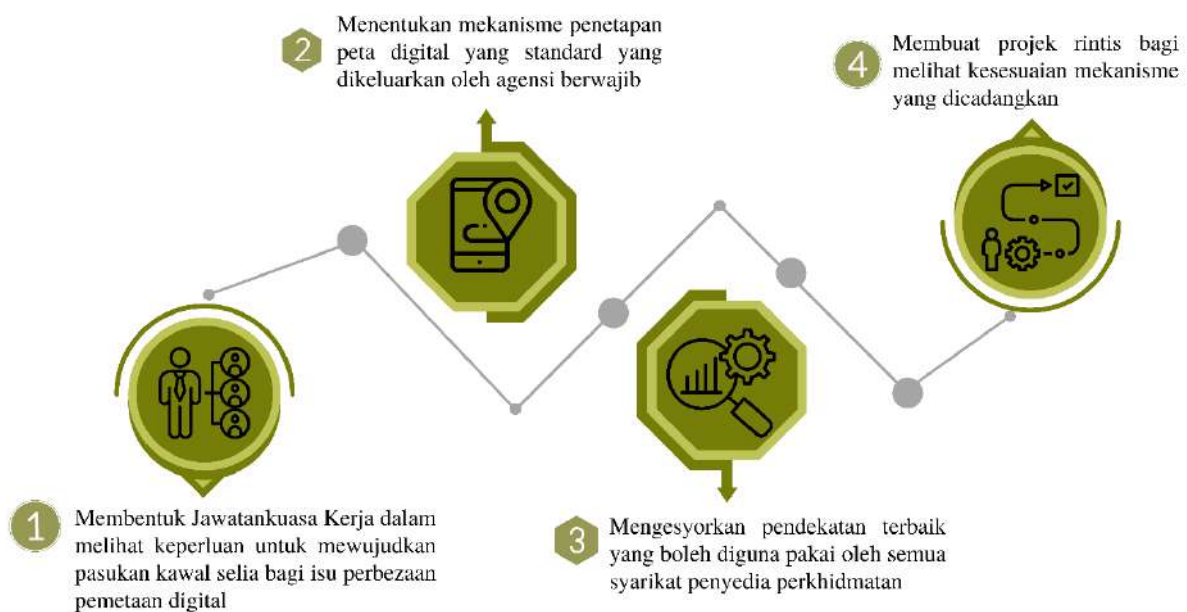 1
Membentuk Jawatankuasa Kerja dalam
melihat keperluan untuk mewujudkan
pasukan kawal selia bagi isu perbezaan
pemetaan digital
2
Menentukan mekanisme penetapan
peta digital yang standard yang
dikeluarkan oleh agensi berwajib
3
Mengesyorkan pendekatan terbaik
yang boleh diguna pakai oleh semua
syarikat penyedia perkhidmatan
4
Membuat projek rintis bagi
melihat kesesuaian mekanisme
yang dicadangkan